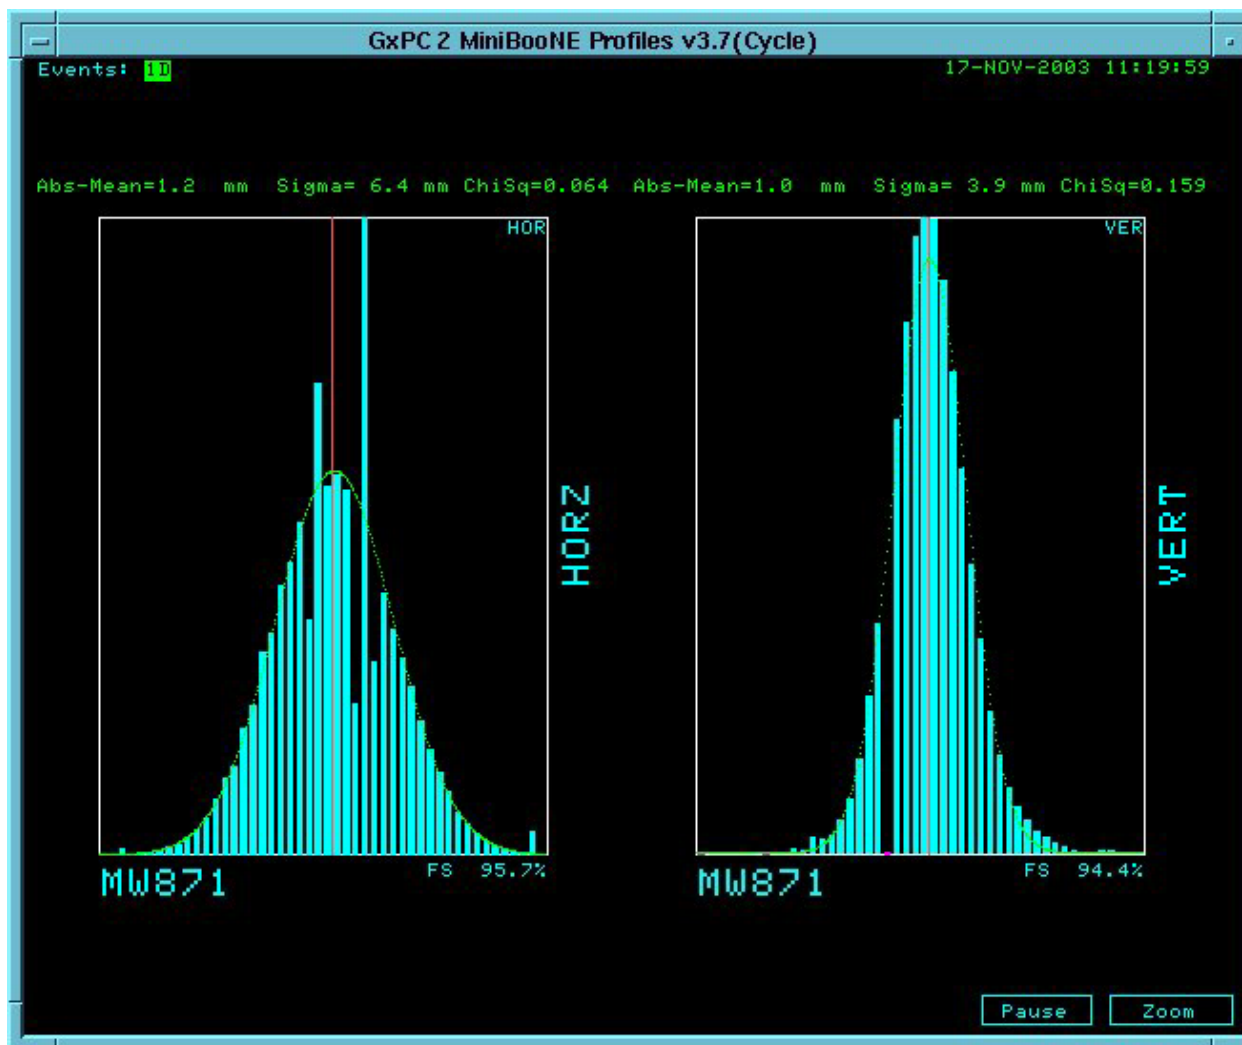 GxPC 2 MiniBooNE Profiles v3.7(Cycle)
Events: 1D
17-NOV-2003 11:19:59
Abs-Mean=1.2 mm Sigma= 6.4 mm ChiSq=0.064
Abs-Mean=1.0 mm Sigma= 3.9 mm ChiSq=0.159
HOR
HORZ
MW871
FS 95.7%
VER
VERT
MW871
FS 94.4%
Pause
Zoom